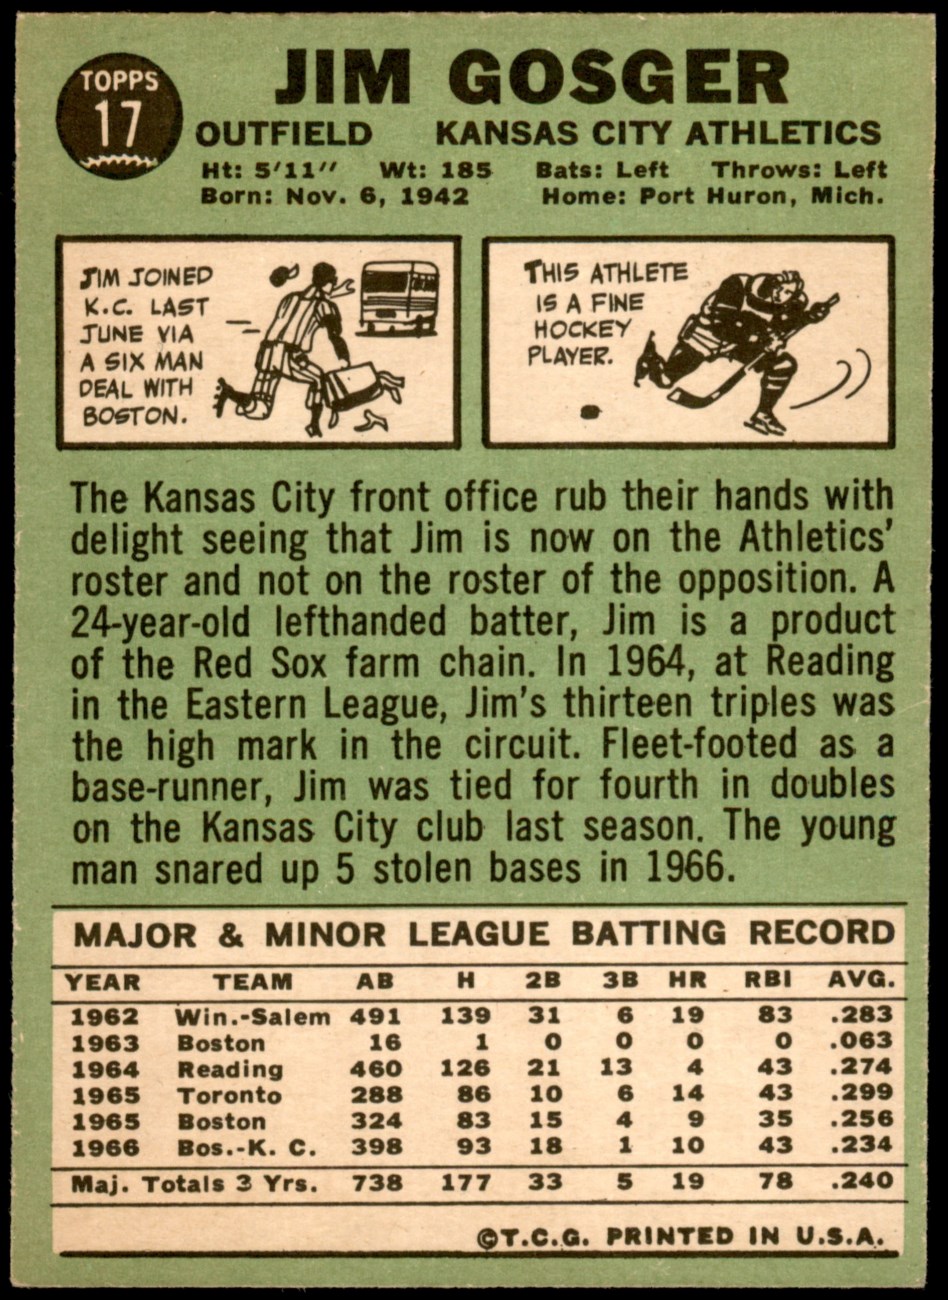 TOPPS
17
JIM GOSGER
OUTFIELD KANSAS CITY ATHLETICS
Ht: 5'11" Wt: 185 Bats: Left Throws: Left
Born: Nov. 6, 1942 Home: Port Huron, Mich.
JIM JOINED
K.C. LAST
JUNE VIA
A SIX MAN
DEAL WITH
BOSTON.
THIS ATHLETE
IS A FINE
HOCKEY
PLAYER.
The Kansas City front office rub their hands with
delight seeing that Jim is now on the Athletics'
roster and not on the roster of the opposition. A
24-year-old lefthanded batter, Jim is a product
of the Red Sox farm chain. In 1964, at Reading
in the Eastern League, Jim's thirteen triples was
the high mark in the circuit. Fleet-footed as a
base-runner, Jim was tied for fourth in doubles
on the Kansas City club last season. The young
man snared up 5 stolen bases in 1966.
MAJOR & MINOR LEAGUE BATTING RECORD
YEAR TEAM AB H 2B 3B HR RBI AVG.
1962 Win.-Salem 491 139 31 6 19 83 .283
1963 Boston 16 1 0 0 0 0 .063
1964 Reading 460 126 21 13 4 43 .274
1965 Toronto 288 86 10 6 14 43 .299
1965 Boston 324 83 15 4 9 35 .256
1966 Bos.-K. C. 398 93 18 1 10 43 .234
Maj. Totals 3 Yrs. 738 177 33 5 19 78 .240
©T.C.G. PRINTED IN U.S.A.